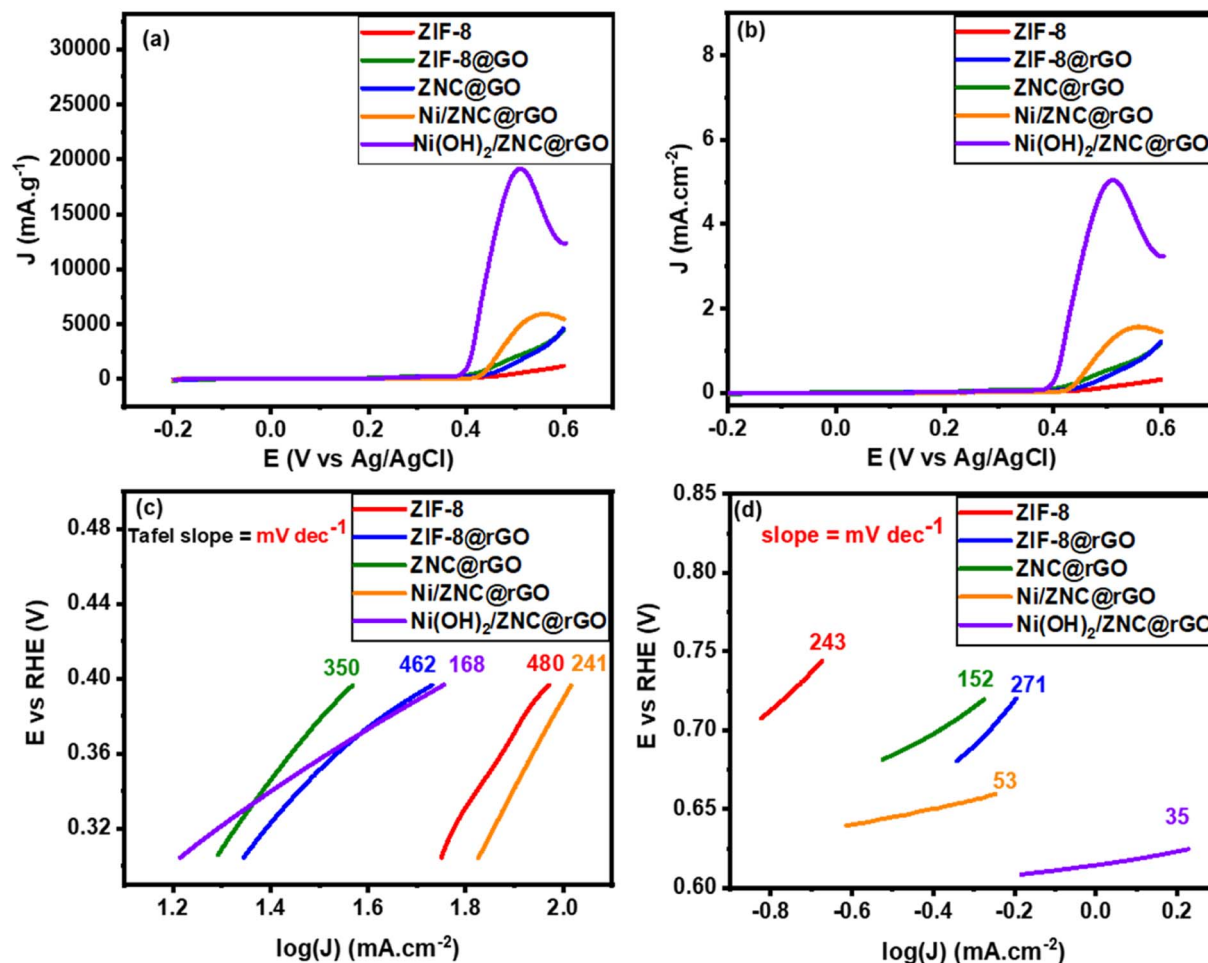 (a)
ZIF-8
ZIF-8@GO
ZNC@GO
Ni/ZNC@rGO
Ni(OH)₂/ZNC@rGO
30000
25000
20000
15000
10000
5000
0
J (mA.g⁻¹)
-0.2 0.0 0.2 0.4 0.6
E (V vs Ag/AgCl)
(b)
ZIF-8
ZIF-8@rGO
ZNC@rGO
Ni/ZNC@rGO
Ni(OH)₂/ZNC@rGO
8
6
4
2
0
J (mA.cm⁻²)
-0.2 0.0 0.2 0.4 0.6
E (V vs Ag/AgCl)
(c)
Tafel slope = mV dec⁻¹
ZIF-8
ZIF-8@rGO
ZNC@rGO
Ni/ZNC@rGO
Ni(OH)₂/ZNC@rGO
350 462 168 480 241
0.48
0.44
0.40
0.36
0.32
E vs RHE (V)
1.2 1.4 1.6 1.8 2.0
log(J) (mA.cm⁻²)
(d)
slope = mV dec⁻¹
ZIF-8
ZIF-8@rGO
ZNC@rGO
Ni/ZNC@rGO
Ni(OH)₂/ZNC@rGO
243
152 271
53
35
0.85
0.80
0.75
0.70
0.65
0.60
E vs RHE (V)
-0.8 -0.6 -0.4 -0.2 0.0 0.2
log(J) (mA.cm⁻²)